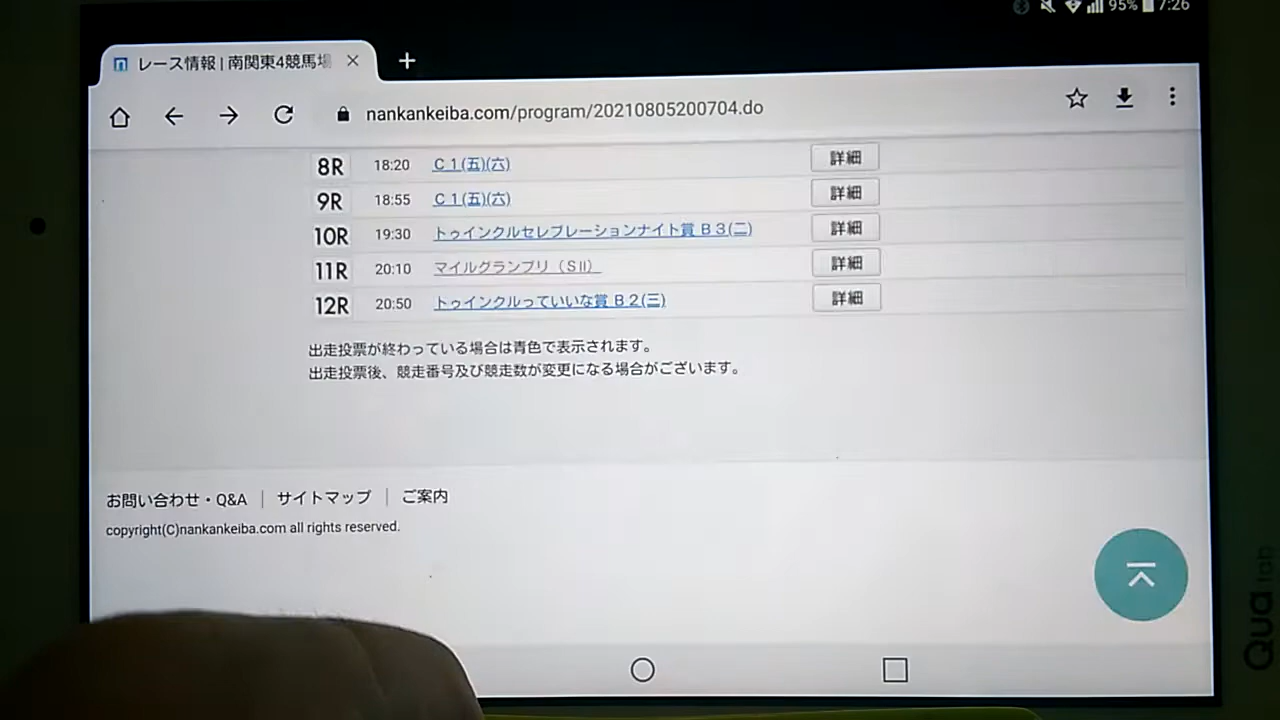 95% 7:26
レース情報 | 南関東4競馬場
nankankeiba.com/program/20210805200704.do
8R 18:20 C1(五)(六) 詳細
9R 18:55 C1(五)(六) 詳細
10R 19:30 トゥインクルセレブレーションナイト賞 B3(二) 詳細
11R 20:10 マイルグランプリ（SII） 詳細
12R 20:50 トゥインクルっていいな賞 B2(三) 詳細
出走投票が終わっている場合は青色で表示されます。
出走投票後、競走番号及び競走数が変更になる場合がございます。
お問い合わせ・Q&A | サイトマップ | ご案内
copyright(C)nankankeiba.com all rights reserved.
Qua tab